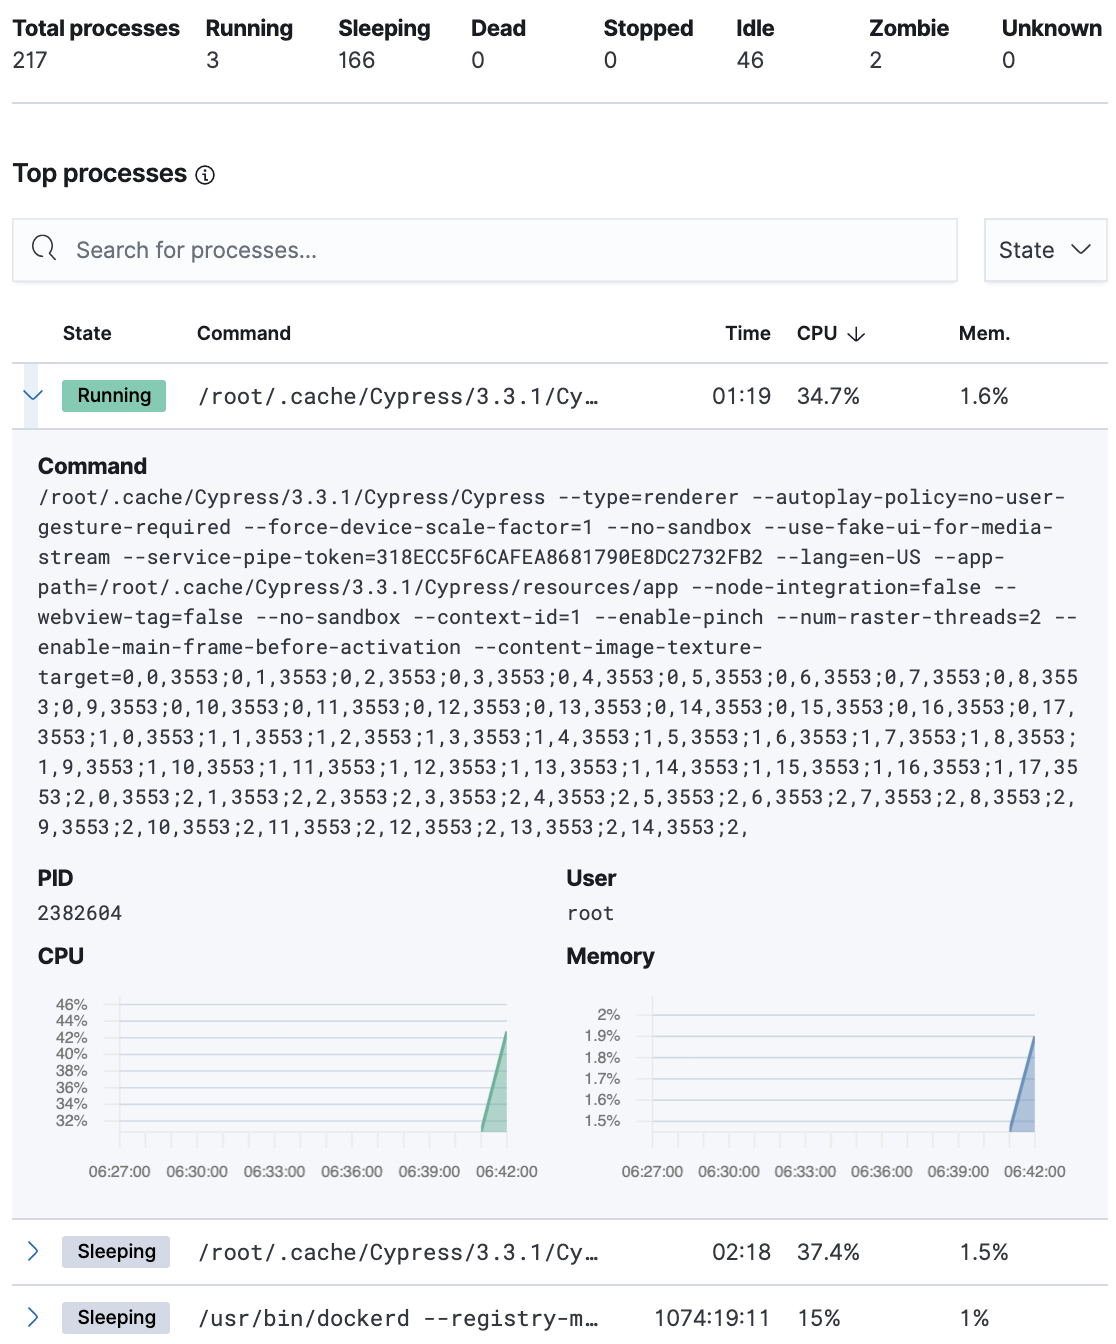 Total processes Running Sleeping Dead Stopped Idle Zombie Unknown
217 3 166 0 0 46 2 0
Top processes
Search for processes...
State
State Command Time CPU Mem.
Running /root/.cache/Cypress/3.3.1/Cy… 01:19 34.7% 1.6%
Command
/root/.cache/Cypress/3.3.1/Cypress/Cypress --type=renderer --autoplay-policy=no-user-
gesture-required --force-device-scale-factor=1 --no-sandbox --use-fake-ui-for-media-
stream --service-pipe-token=318ECC5F6CAFEA8681790E8DC2732FB2 --lang=en-US --app-
path=/root/.cache/Cypress/3.3.1/Cypress/resources/app --node-integration=false --
webview-tag=false --no-sandbox --context-id=1 --enable-pinch --num-raster-threads=2 --
enable-main-frame-before-activation --content-image-texture-
target=0,0,3553;0,1,3553;0,2,3553;0,3,3553;0,4,3553;0,5,3553;0,6,3553;0,7,3553;0,8,355
3;0,9,3553;0,10,3553;0,11,3553;0,12,3553;0,13,3553;0,14,3553;0,15,3553;0,16,3553;0,17,
3553;1,0,3553;1,1,3553;1,2,3553;1,3,3553;1,4,3553;1,5,3553;1,6,3553;1,7,3553;1,8,3553;
1,9,3553;1,10,3553;1,11,3553;1,12,3553;1,13,3553;1,14,3553;1,15,3553;1,16,3553;1,17,35
53;2,0,3553;2,1,3553;2,2,3553;2,3,3553;2,4,3553;2,5,3553;2,6,3553;2,7,3553;2,8,3553;2,
9,3553;2,10,3553;2,11,3553;2,12,3553;2,13,3553;2,14,3553;2,
PID
2382604
User
root
CPU
46%
44%
42%
40%
38%
36%
34%
32%
06:27:00 06:30:00 06:33:00 06:36:00 06:39:00 06:42:00
Memory
2%
1.9%
1.8%
1.7%
1.6%
1.5%
06:27:00 06:30:00 06:33:00 06:36:00 06:39:00 06:42:00
Sleeping /root/.cache/Cypress/3.3.1/Cy… 02:18 37.4% 1.5%
Sleeping /usr/bin/dockerd --registry-m… 1074:19:11 15% 1%